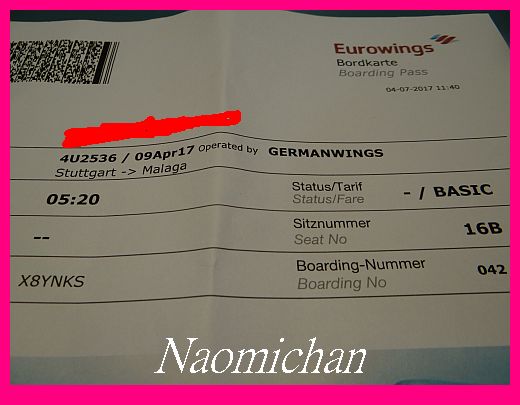 Eurowings
Bordkarte
Boarding Pass
04-07-2017 11:40
4U2536 / 09Apr17 Operated by GERMANWINGS
Stuttgart -> Malaga
05:20
Status/Tarif
Status/Fare
- / BASIC
--
Sitznummer
Seat No
16B
X8YNKS
Boarding-Nummer
Boarding No
042
Naomichan